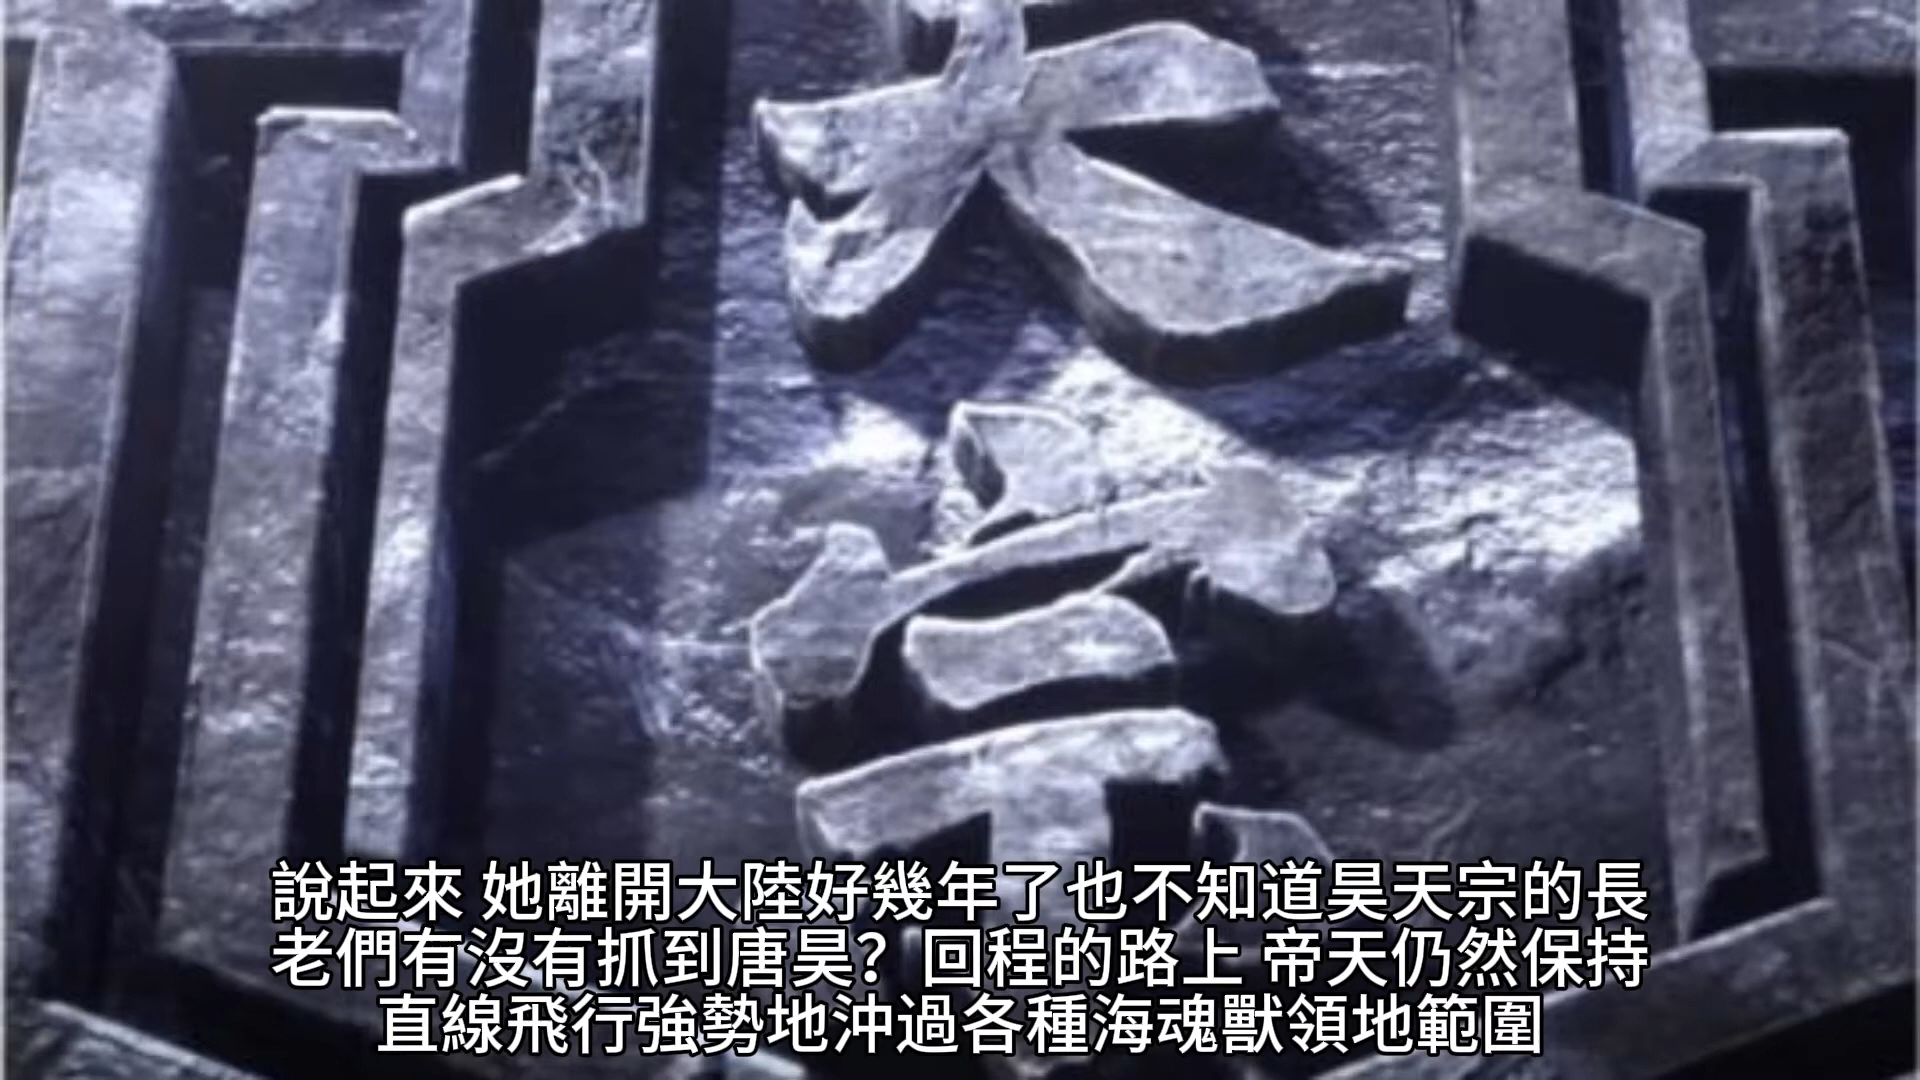 天
宗
說起來 她離開大陸好幾年了也不知道昊天宗的長
老們有沒有抓到唐昊？回程的路上 帝天仍然保持
直線飛行強勢地沖過各種海魂獸領地範圍